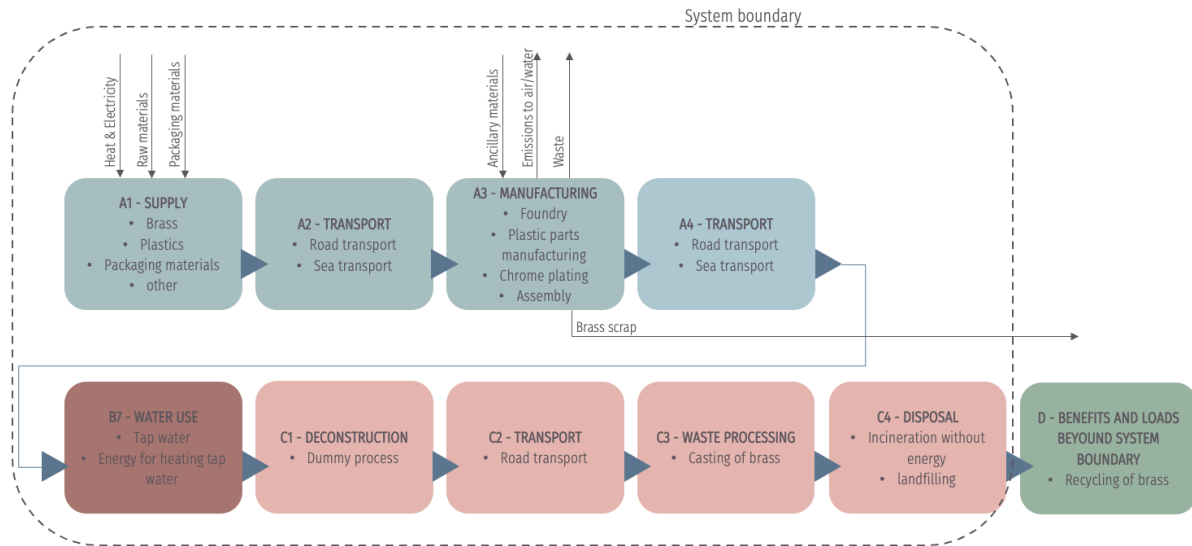 System boundary
Heat & Electricity
Raw materials
Packaging materials
Ancillary materials
Emissions to air/water
Waste
A1 - SUPPLY
• Brass
• Plastics
• Packaging materials
• other
A2 - TRANSPORT
• Road transport
• Sea transport
A3 - MANUFACTURING
• Foundry
• Plastic parts
manufacturing
• Chrome plating
• Assembly
A4 - TRANSPORT
• Road transport
• Sea transport
Brass scrap
B7 - WATER USE
• Tap water
• Energy for heating tap
water
C1 - DECONSTRUCTION
• Dummy process
C2 - TRANSPORT
• Road transport
C3 - WASTE PROCESSING
• Casting of brass
C4 - DISPOSAL
• Incineration without
energy
• landfilling
D - BENEFITS AND LOADS
BEYOUND SYSTEM
BOUNDARY
• Recycling of brass